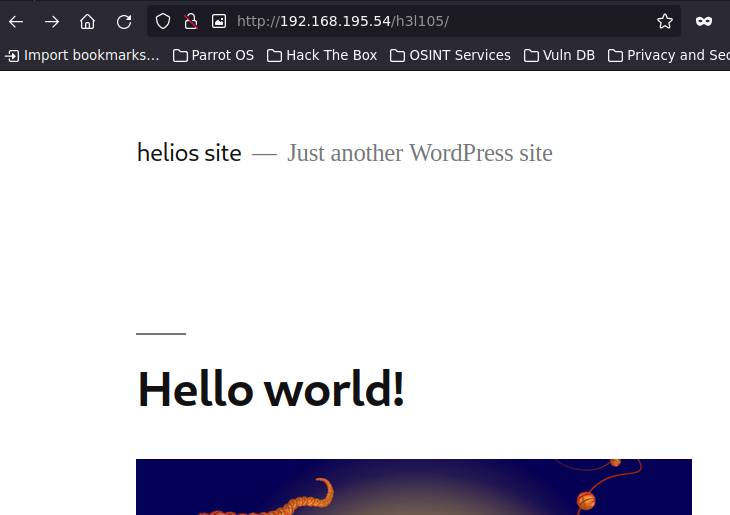 http://192.168.195.54/h3l105/
Import bookmarks... Parrot OS Hack The Box OSINT Services Vuln DB Privacy and Sec
helios site — Just another WordPress site
Hello world!